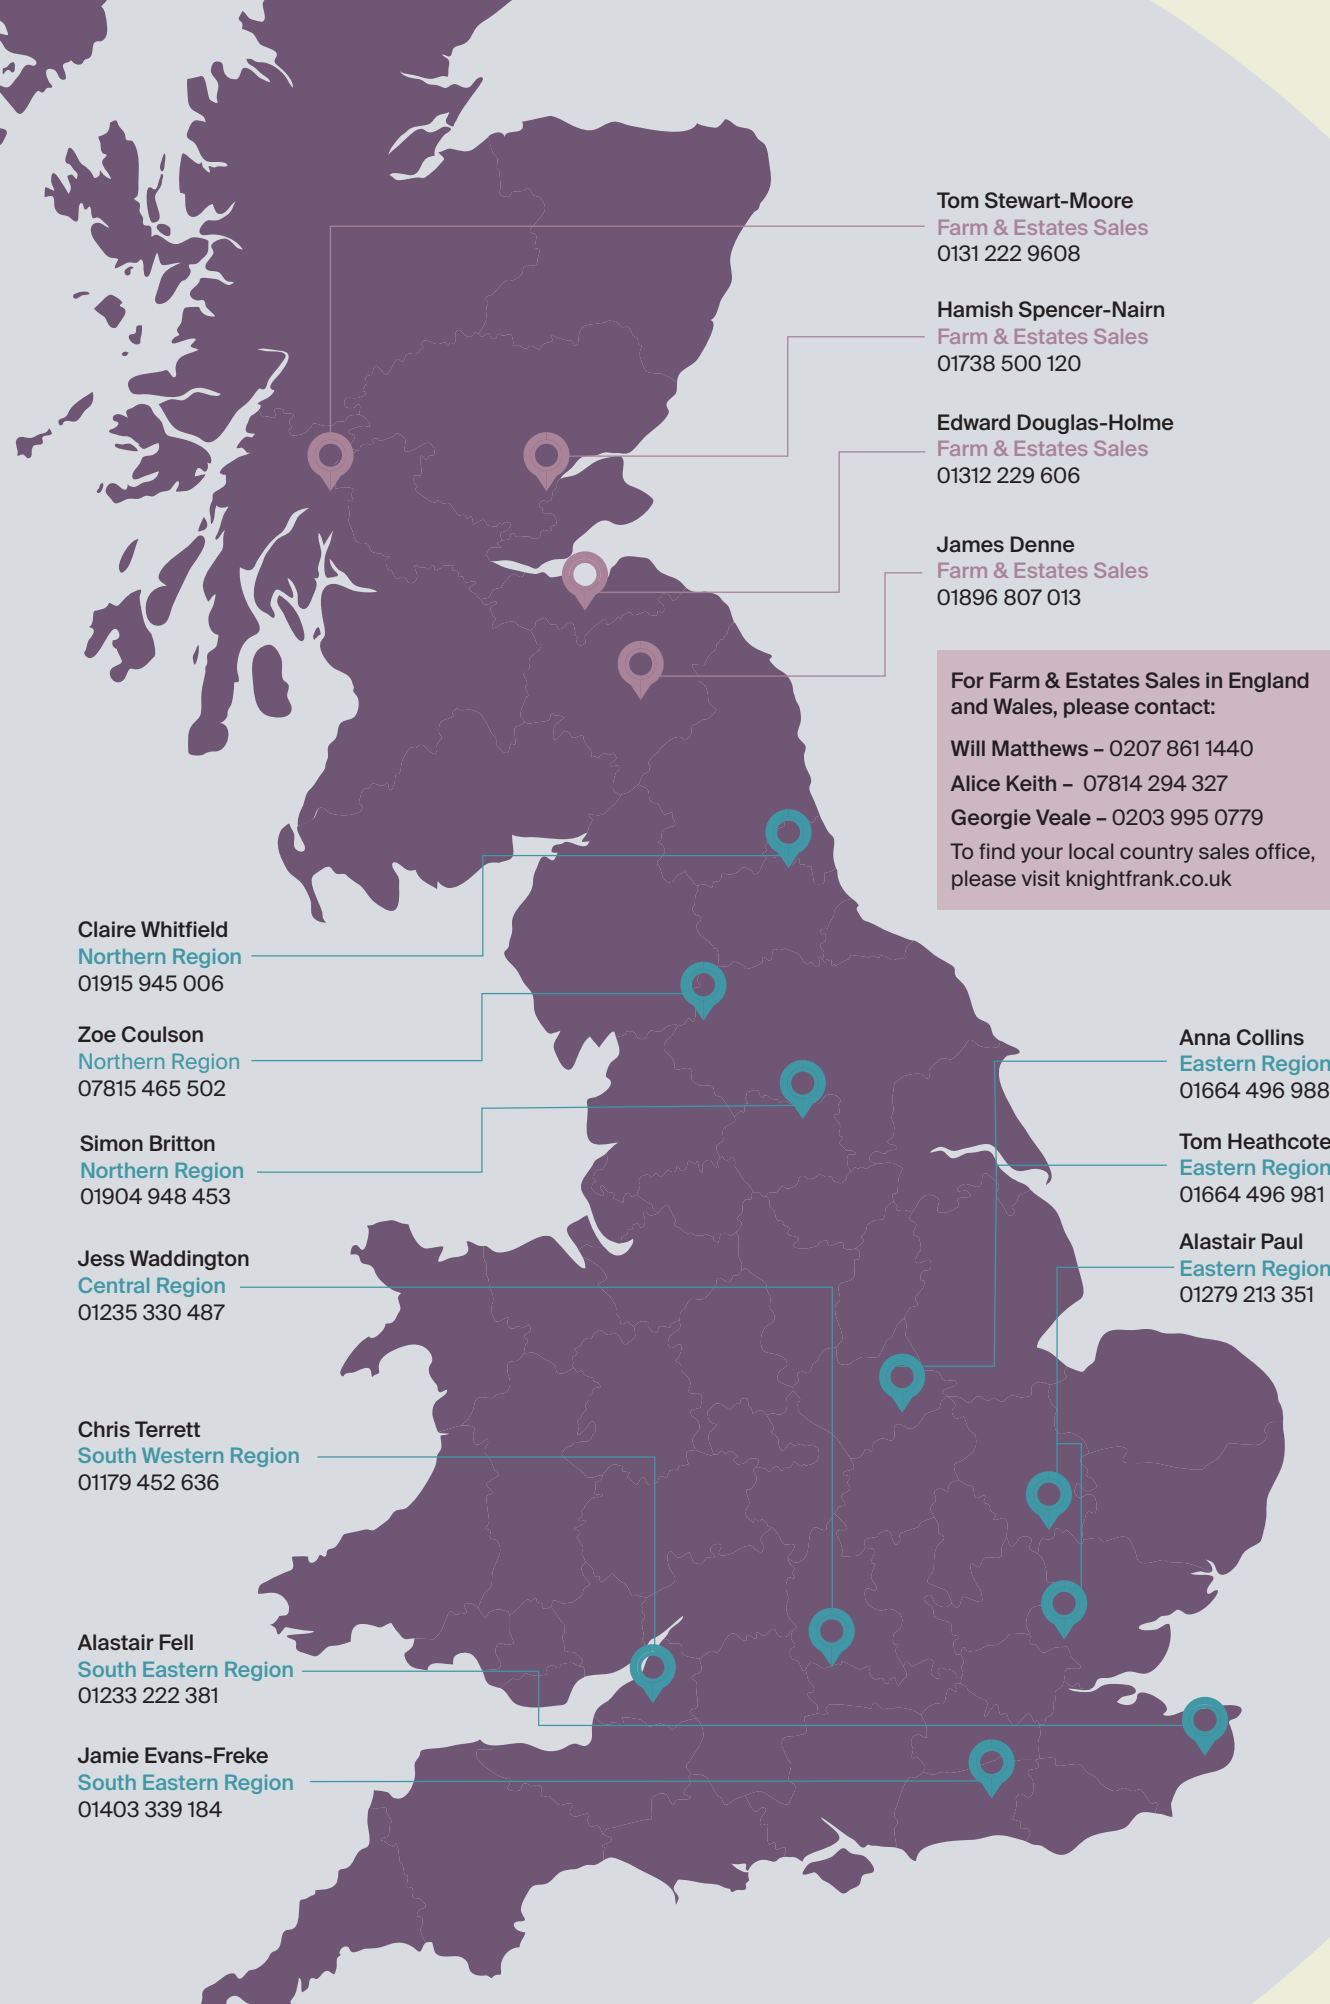 Tom Stewart-Moore
Farm & Estates Sales
0131 222 9608
Hamish Spencer-Nairn
Farm & Estates Sales
01738 500 120
Edward Douglas-Holme
Farm & Estates Sales
01312 229 606
James Denne
Farm & Estates Sales
01896 807 013
For Farm & Estates Sales in England
and Wales, please contact:
Will Matthews – 0207 861 1440
Alice Keith – 07814 294 327
Georgie Veale – 0203 995 0779
To find your local country sales office,
please visit knightfrank.co.uk
Claire Whitfield
Northern Region
01915 945 006
Zoe Coulson
Northern Region
07815 465 502
Simon Britton
Northern Region
01904 948 453
Jess Waddington
Central Region
01235 330 487
Chris Terrett
South Western Region
01179 452 636
Alastair Fell
South Eastern Region
01233 222 381
Jamie Evans-Freke
South Eastern Region
01403 339 184
Anna Collins
Eastern Region
01664 496 988
Tom Heathcote
Eastern Region
01664 496 981
Alastair Paul
Eastern Region
01279 213 351